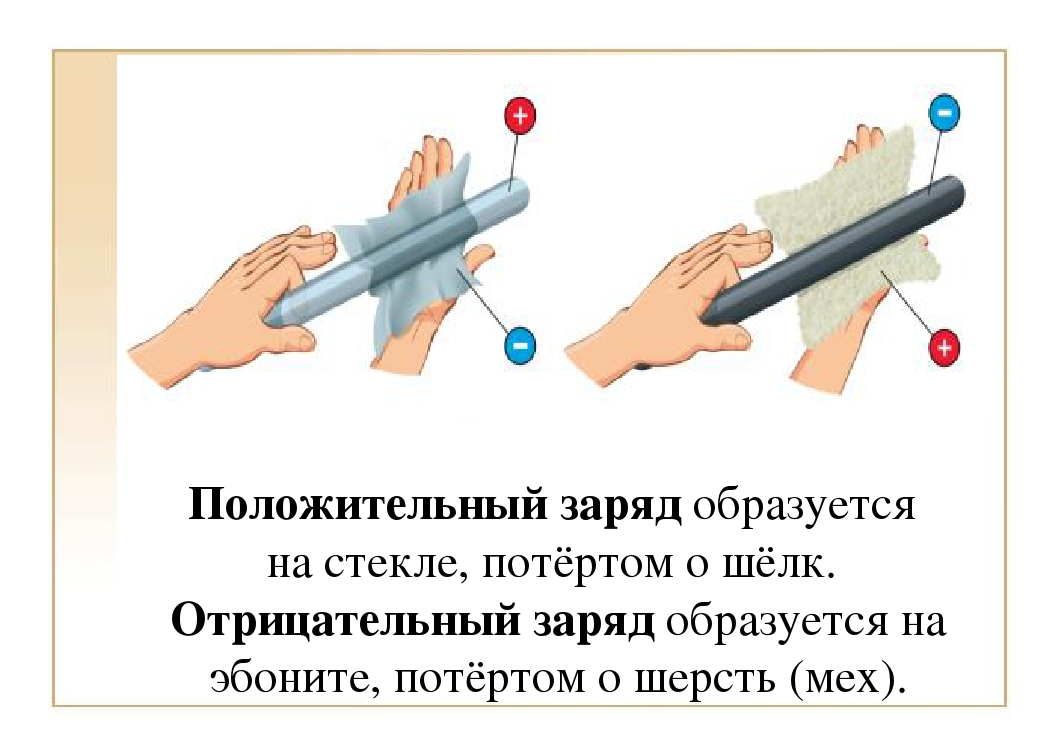 +
-
-
+
Положительный заряд образуется
на стекле, потёртом о шёлк.
Отрицательный заряд образуется на
эбоните, потёртом о шерсть (мех).